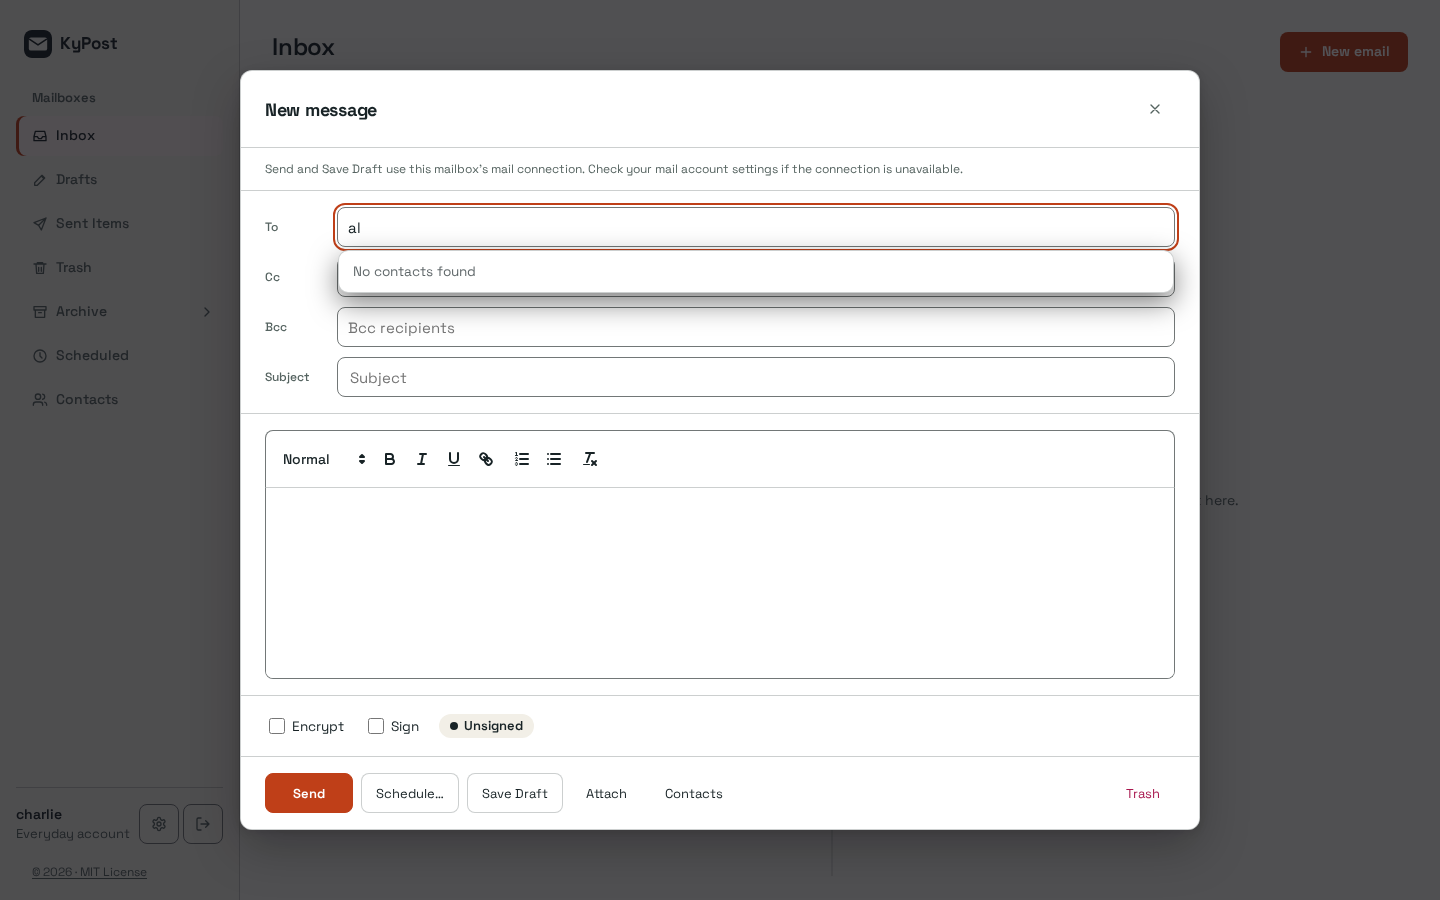 KyPost
Mailboxes
Inbox
Drafts
Sent Items
Trash
Archive
Scheduled
Contacts
charlie
Everyday account
© 2026 · MIT License
Inbox
New email
here.
New message
Send and Save Draft use this mailbox's mail connection. Check your mail account settings if the connection is unavailable.
To
al
No contacts found
Cc
Bcc
Bcc recipients
Subject
Subject
Normal
Encrypt
Sign
Unsigned
Send
Schedule...
Save Draft
Attach
Contacts
Trash